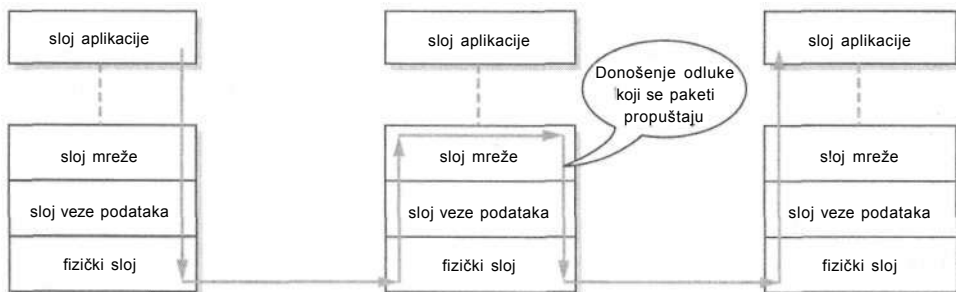 sloj aplikacije
sloj aplikacije
sloj aplikacije
Donošenje odluke
koji se paketi
propuštaju
sloj mreže
sloj mreže
s!oj mreže
sloj veze podataka
sloj veze podataka
sloj veze podataka
fizički sloj
fizički sloj
fizički sloj